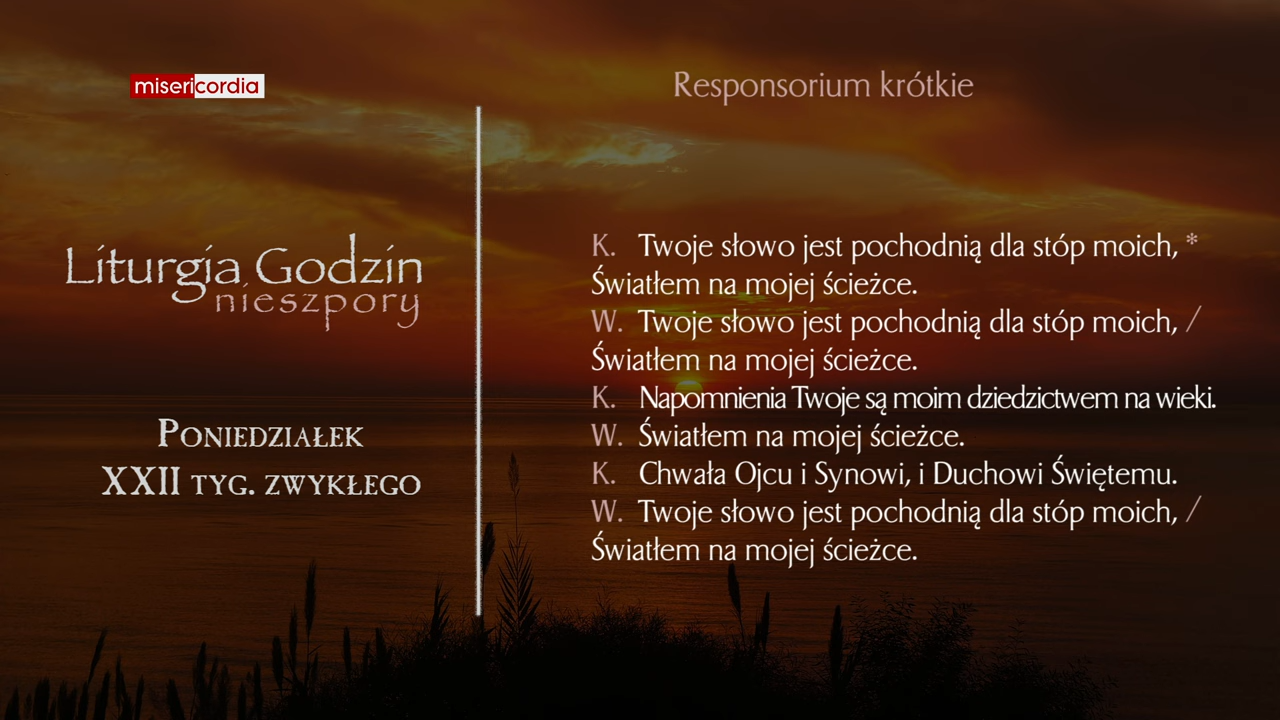 misericordia
Liturgia Godzin
nieszpory
Poniedziałek
XXII tyg. zwykłego
Responsorium krótkie
K. Twoje słowo jest pochodnią dla stóp moich, *
Światłem na mojej ścieżce.
W. Twoje słowo jest pochodnią dla stóp moich, /
Światłem na mojej ścieżce.
K. Napomnienia Twoje są moim dziedzictwem na wieki.
W. Światłem na mojej ścieżce.
K. Chwała Ojcu i Synowi, i Duchowi Świętemu.
W. Twoje słowo jest pochodnią dla stóp moich, /
Światłem na mojej ścieżce.